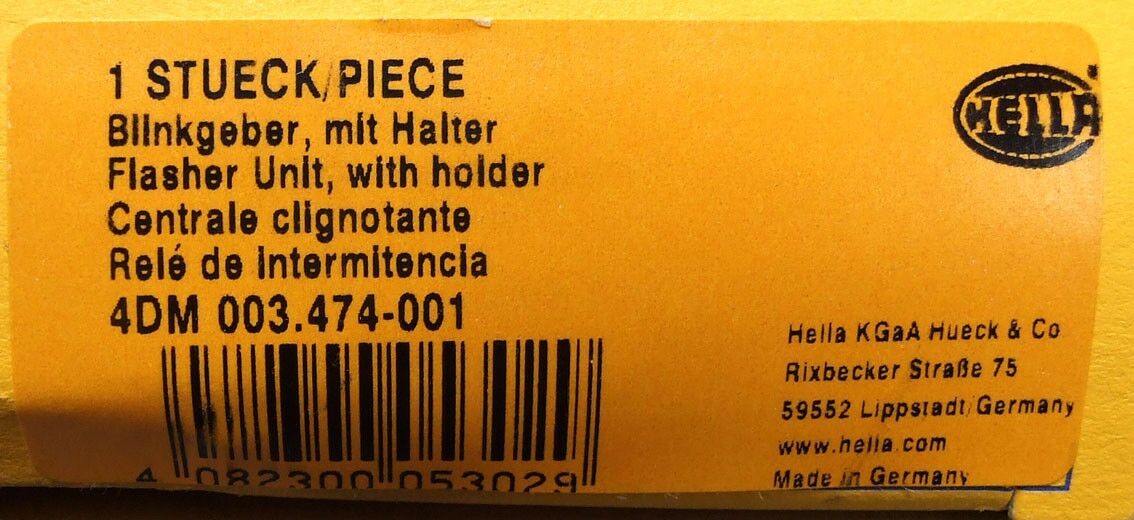 1 STUECK/PIECE
Blinkgeber, mit Halter
Flasher Unit, with holder
Centrale clignotante
Relé de intermitencia
4DM 003.474-001
4 082300 053029
HELLA
Hella KGaA Hueck & Co
Rixbecker Straße 75
59552 Lippstadt/Germany
www.hella.com
Made in Germany